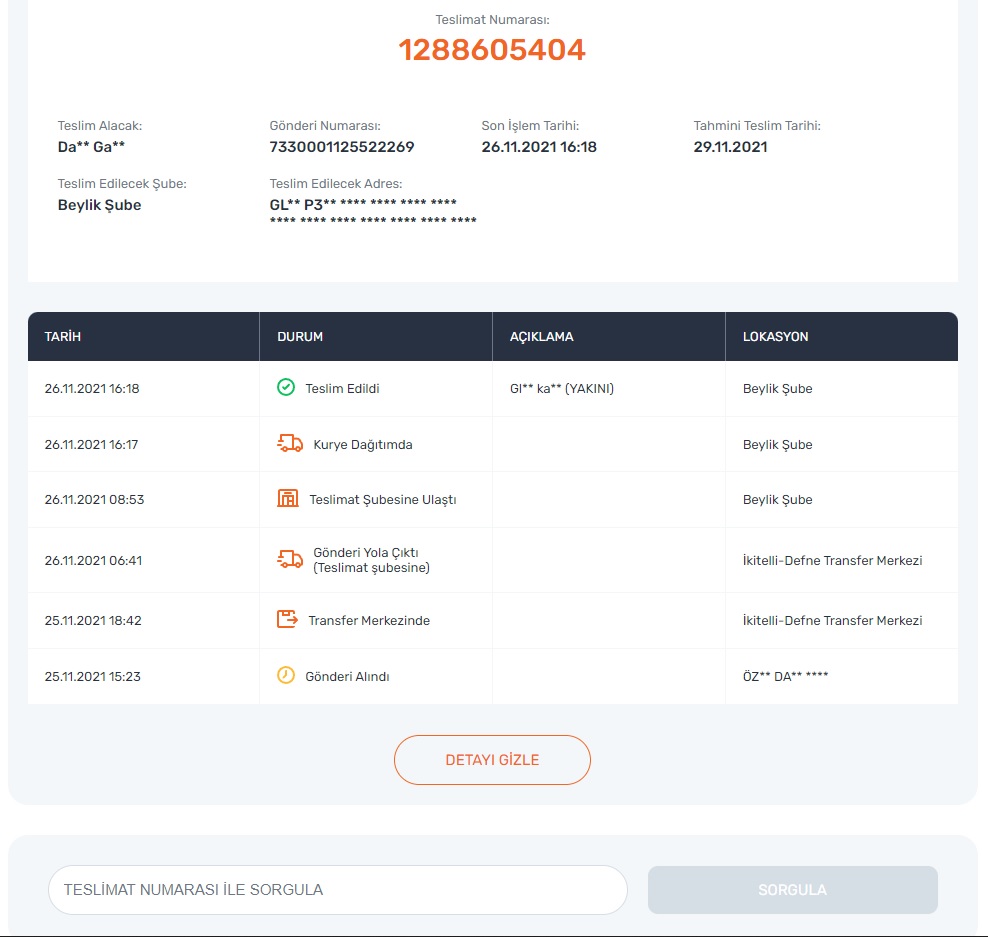 Teslimat Numarası:
1288605404
Teslim Alacak:
Da** Ga**
Gönderi Numarası:
7330001125522269
Son İşlem Tarihi:
26.11.2021 16:18
Tahmini Teslim Tarihi:
29.11.2021
Teslim Edilecek Şube:
Beylik Şube
Teslim Edilecek Adres:
GL** P3** **** **** **** ****
**** **** **** **** **** **** ****
TARİH DURUM AÇIKLAMA LOKASYON
26.11.2021 16:18 Teslim Edildi Gl** ka** (YAKINI) Beylik Şube
26.11.2021 16:17 Kurye Dağıtımda Beylik Şube
26.11.2021 08:53 Teslimat Şubesine Ulaştı Beylik Şube
26.11.2021 06:41 Gönderi Yola Çıktı
(Teslimat şubesine) İkitelli-Defne Transfer Merkezi
25.11.2021 18:42 Transfer Merkezinde İkitelli-Defne Transfer Merkezi
25.11.2021 15:23 Gönderi Alındı ÖZ** DA** ****
DETAYI GİZLE
TESLİMAT NUMARASI İLE SORGULA
SORGULA